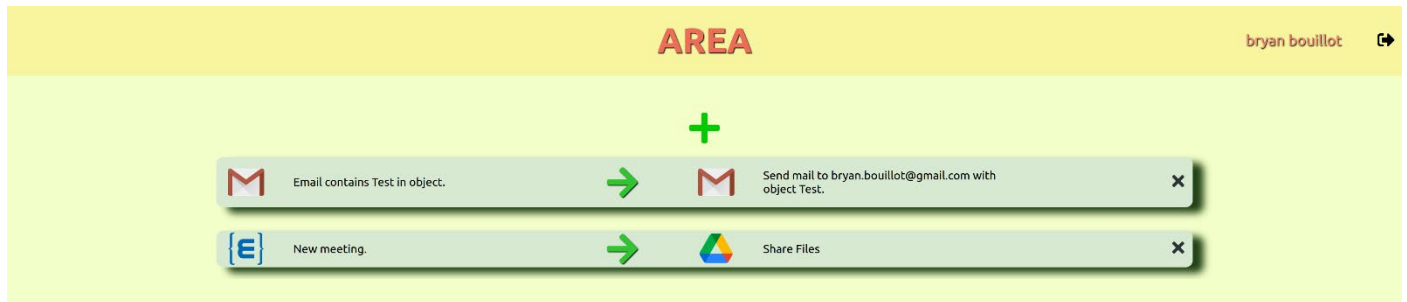 AREA
bryan bouillot
Email contains Test in object.
Send mail to bryan.bouillot@gmail.com with
object Test.
{E}
New meeting.
Share Files